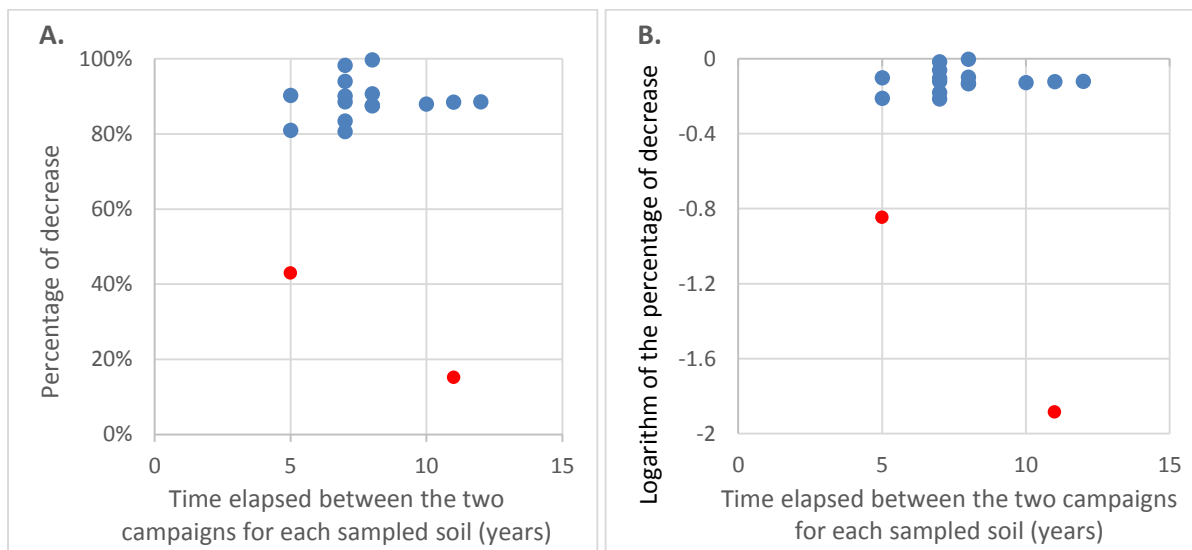 A.
100%
80%
60%
40%
20%
0%
Percentage of decrease
0 5 10 15
Time elapsed between the two
campaigns for each sampled soil (years)
B.
0
-0.4
-0.8
-1.2
-1.6
-2
Logarithm of the percentage of decrease
0 5 10 15
Time elapsed between the two campaigns
for each sampled soil (years)